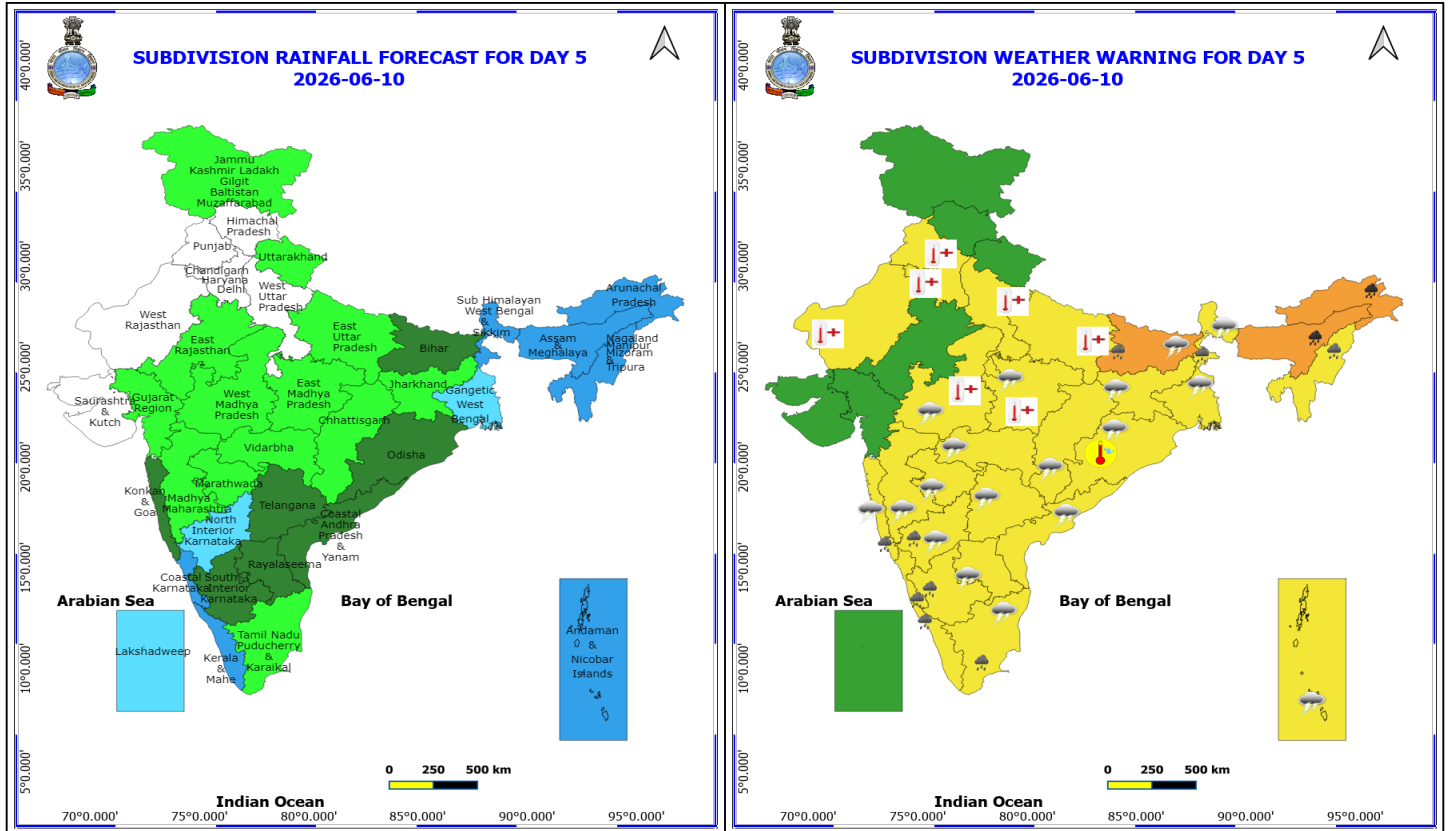 SUBDIVISION RAINFALL FORECAST FOR DAY 5
2026-06-10
40°0.000'
35°0.000'
30°0.000'
25°0.000'
20°0.000'
15°0.000'
10°0.000'
5°0.000'
Jammu
Kashmir Ladakh
Gilgit
Baltistan
Muzaffarabad
Himachal
Pradesh
Punjab
Uttarakhand
Chandigarh
Haryana
Delhi
West
Uttar
Pradesh
West
Rajasthan
East
Rajasthan
East
Uttar
Pradesh
Bihar
Sub Himalayan
West Bengal
&
Sikkim
Arunachal
Pradesh
Assam
&
Meghalaya
Nagaland
Manipur
Mizoram
&
Tripura
Saurashtra
&
Kutch
Gujarat
Region
West
Madhya
Pradesh
East
Madhya
Pradesh
Jharkhand
Gangetic
West
Bengal
Chhattisgarh
Vidarbha
Odisha
Konkan
&
Goa
Madhya
Maharashtra
Marathwada
Telangana
North
Interior
Karnataka
Coastal
Andhra
Pradesh
&
Yanam
Rayalaseema
Coastal
Karnataka
South
Interior
Karnataka
Arabian Sea
Bay of Bengal
Lakshadweep
Kerala
&
Mahe
Tamil Nadu
Puducherry
&
Karaikal
Andaman
&
Nicobar
Islands
0 250 500 km
Indian Ocean
70°0.000' 75°0.000' 80°0.000' 85°0.000' 90°0.000' 95°0.000'
SUBDIVISION WEATHER WARNING FOR DAY 5
2026-06-10
40°0.000'
35°0.000'
30°0.000'
25°0.000'
20°0.000'
15°0.000'
10°0.000'
5°0.000'
Arabian Sea
Bay of Bengal
0 250 500 km
Indian Ocean
70°0.000' 75°0.000' 80°0.000' 85°0.000' 90°0.000' 95°0.000'